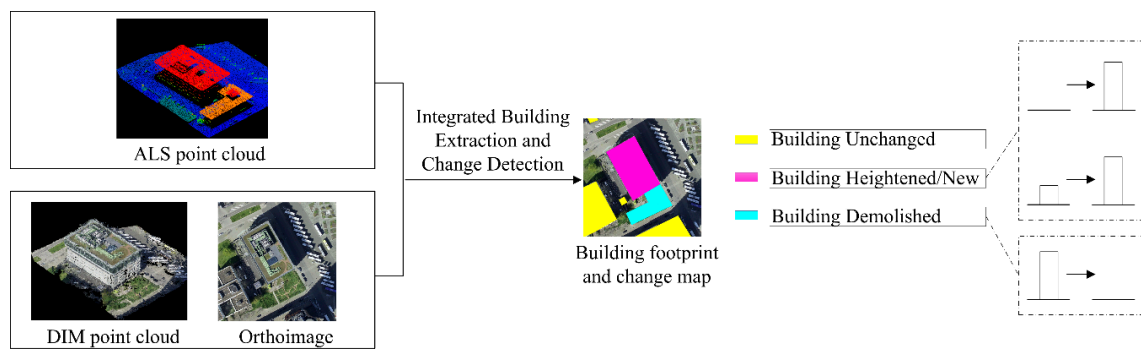 ALS point cloud
DIM point cloud
Orthoimage
Integrated Building
Extraction and
Change Detection
Building footprint
and change map
Building Unchanged
Building Heightened/New
Building Demolished